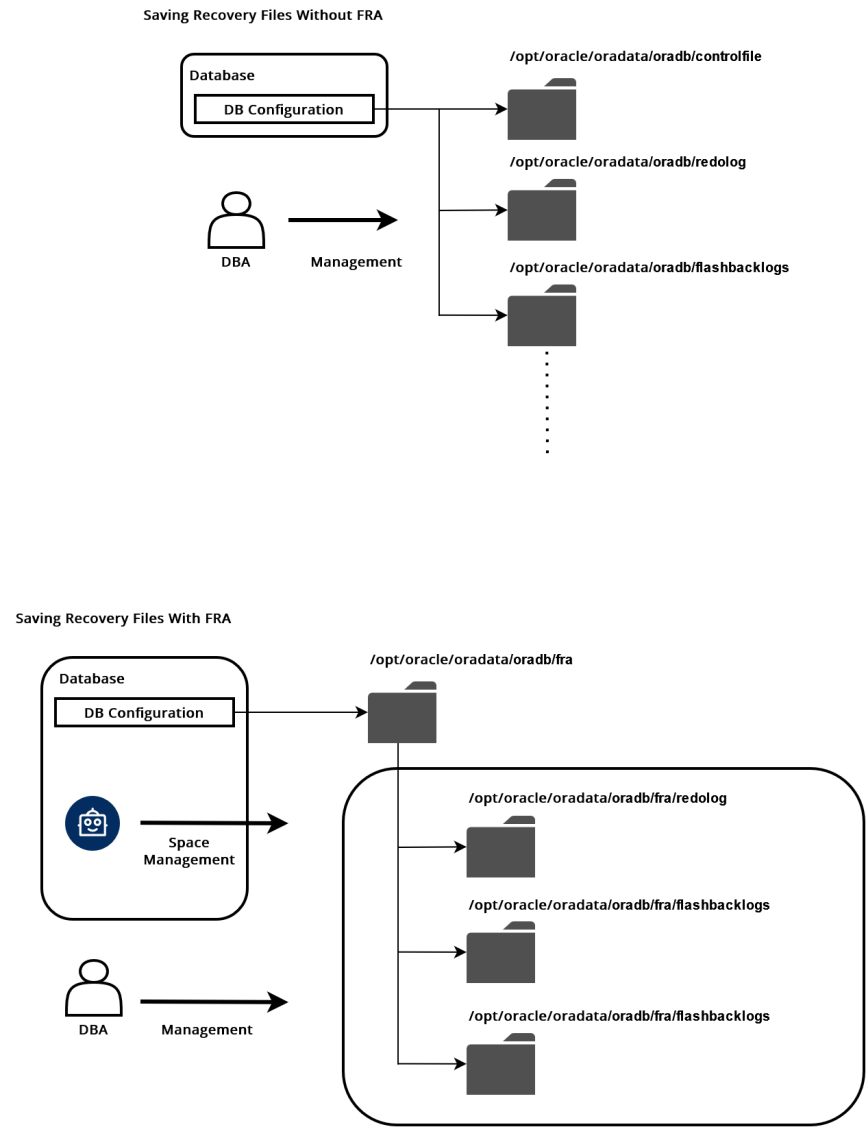 Saving Recovery Files Without FRA
/opt/oracle/oradata/oradb/controlfile
Database
DB Configuration
/opt/oracle/oradata/oradb/redolog
DBA
Management
/opt/oracle/oradata/oradb/flashbacklogs
Saving Recovery Files With FRA
/opt/oracle/oradata/oradb/fra
Database
DB Configuration
/opt/oracle/oradata/oradb/fra/redolog
Space
Management
/opt/oracle/oradata/oradb/fra/flashbacklogs
/opt/oracle/oradata/oradb/fra/flashbacklogs
DBA
Management